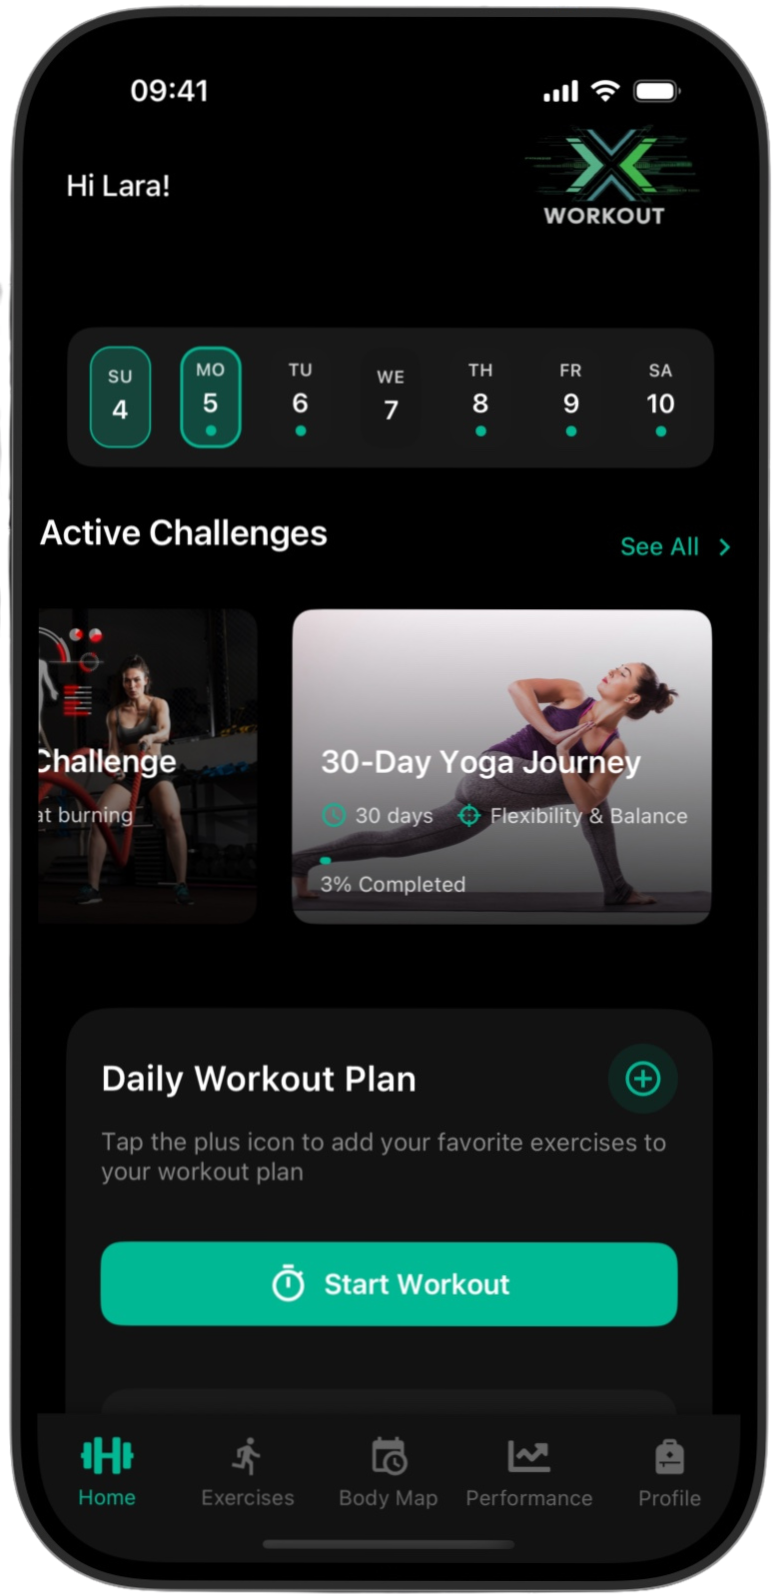 09:41
Hi Lara!
WORKOUT
SU MO TU WE TH FR SA
4 5 6 7 8 9 10
Active Challenges
See All
Challenge
at burning
30-Day Yoga Journey
30 days Flexibility & Balance
3% Completed
Daily Workout Plan
Tap the plus icon to add your favorite exercises to
your workout plan
Start Workout
Home Exercises Body Map Performance Profile